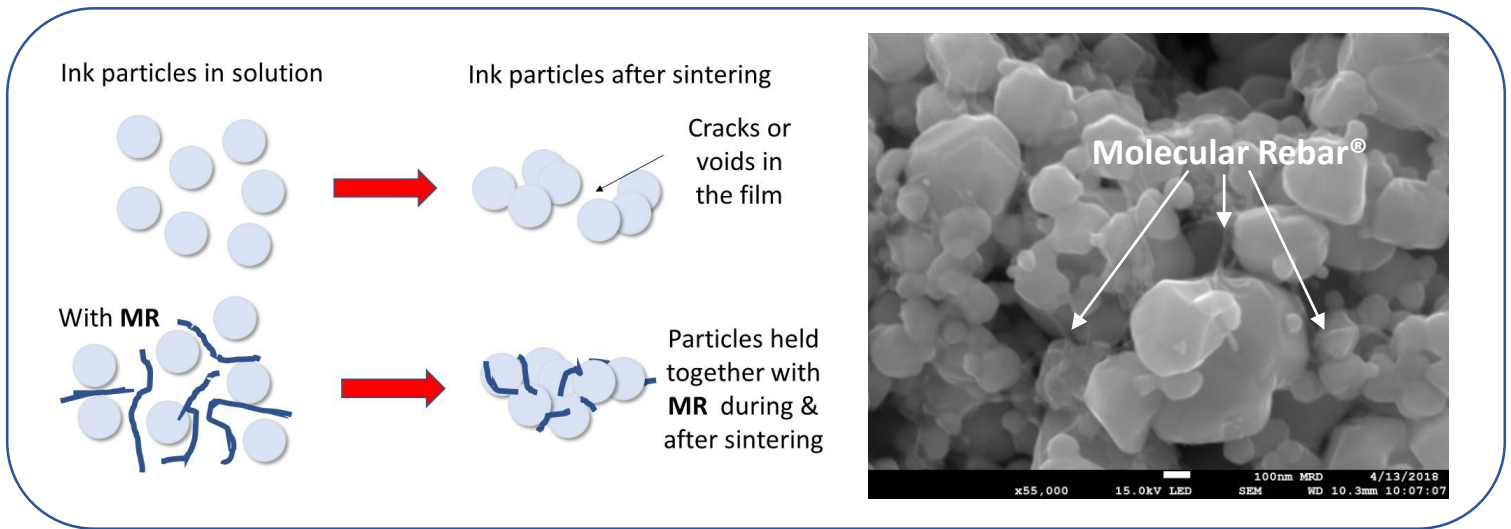 Ink particles in solution
Ink particles after sintering
Cracks or
voids in
the film
With MR
Particles held
together with
MR during &
after sintering
Molecular Rebar®
100nm MRD 4/13/2018
x55,000 15.0kV LED SEM WD 10.3mm 10:07:07